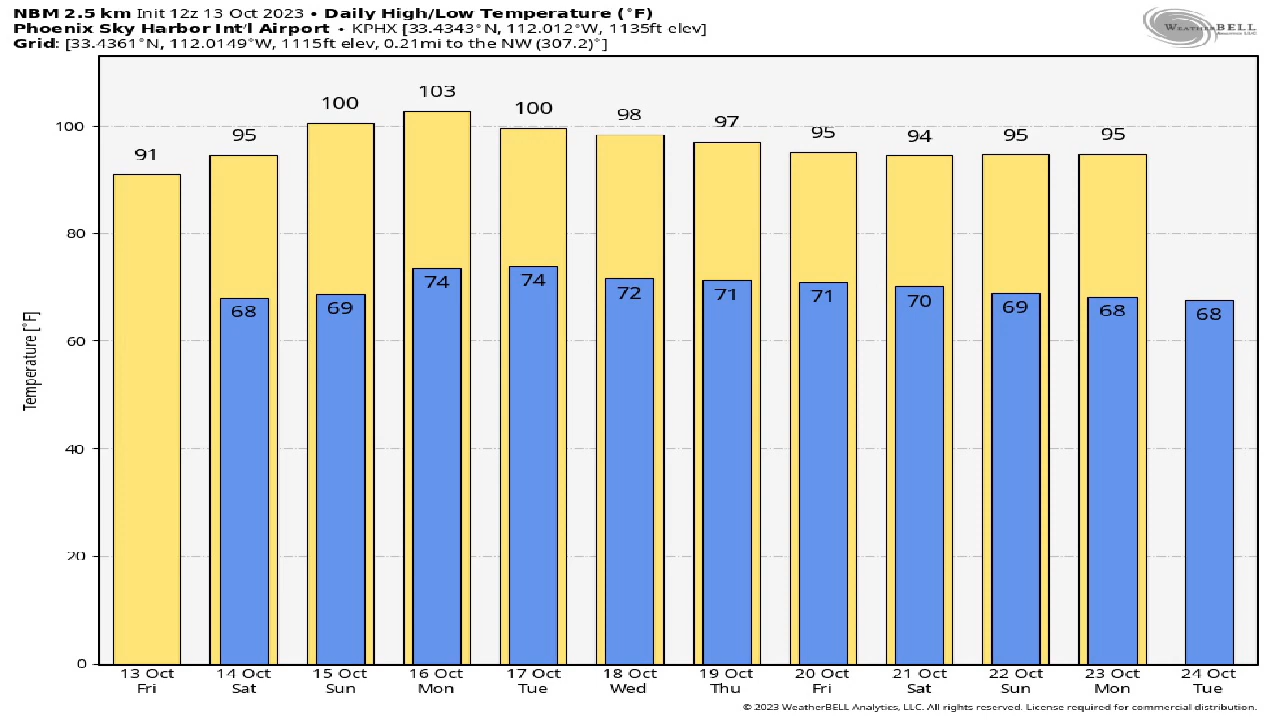 NBM 2.5 km Init 12z 13 Oct 2023 • Daily High/Low Temperature (°F)
Phoenix Sky Harbor Int'l Airport • KPHX [33.4343°N, 112.012°W, 1135ft elev]
Grid: [33.4361°N, 112.0149°W, 1115ft elev, 0.21mi to the NW (307.2)°]
WeatherBELL
Temperature [°F]
100
80
60
40
20
0
91 95 100 103 100 98 97 95 94 95 95
68 69 74 74 72 71 71 70 69 68 68
13 Oct 14 Oct 15 Oct 16 Oct 17 Oct 18 Oct 19 Oct 20 Oct 21 Oct 22 Oct 23 Oct 24 Oct
Fri Sat Sun Mon Tue Wed Thu Fri Sat Sun Mon Tue
© 2023 WeatherBELL Analytics, LLC. All rights reserved. License required for commercial distribution.